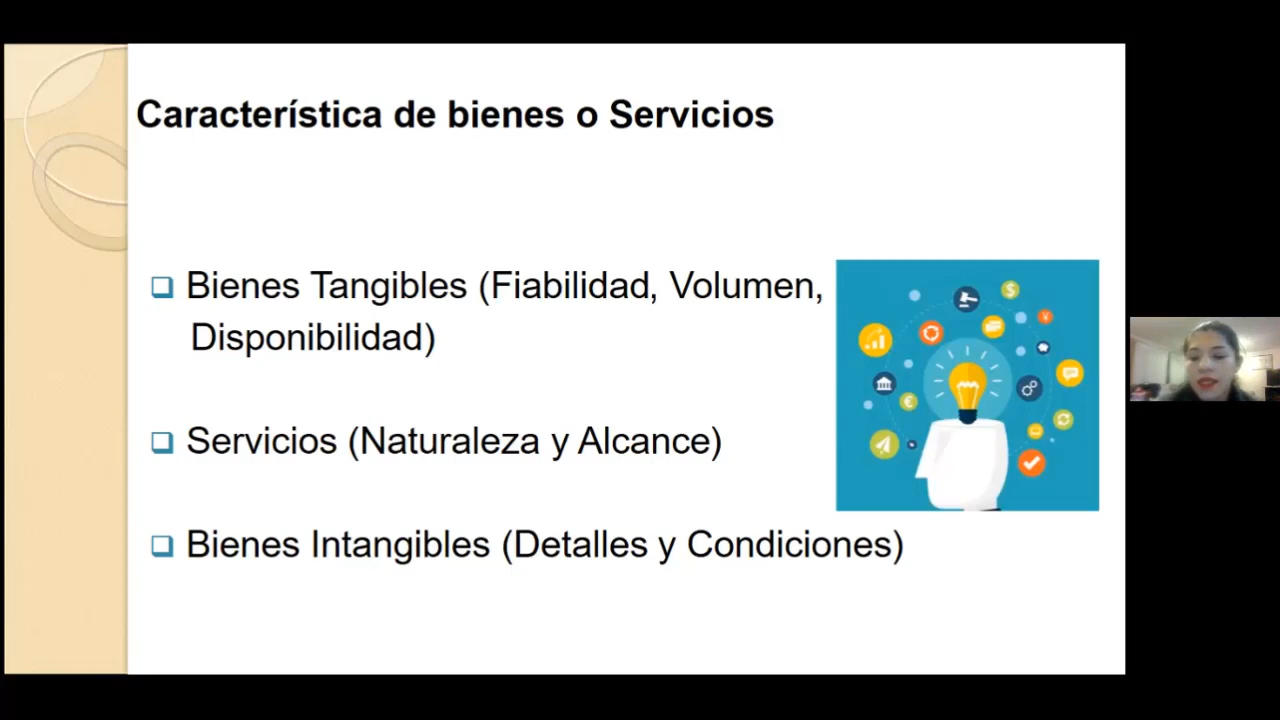 Característica de bienes o Servicios
Bienes Tangibles (Fiabilidad, Volumen,
Disponibilidad)
Servicios (Naturaleza y Alcance)
Bienes Intangibles (Detalles y Condiciones)